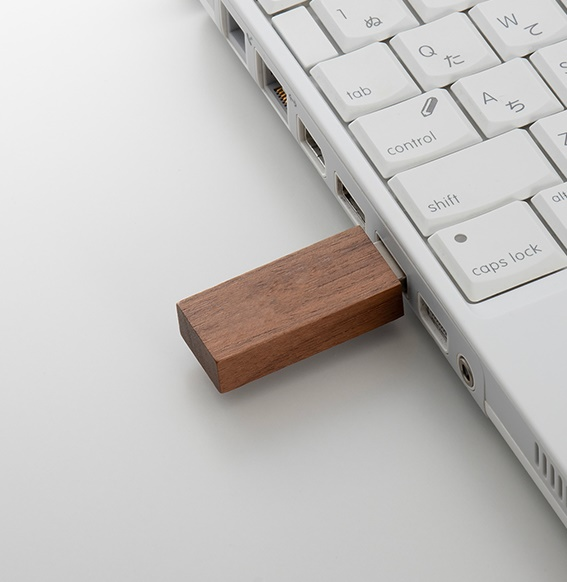 1 ぬ
W て
Q た
tab
A ち
control
shift
caps lock